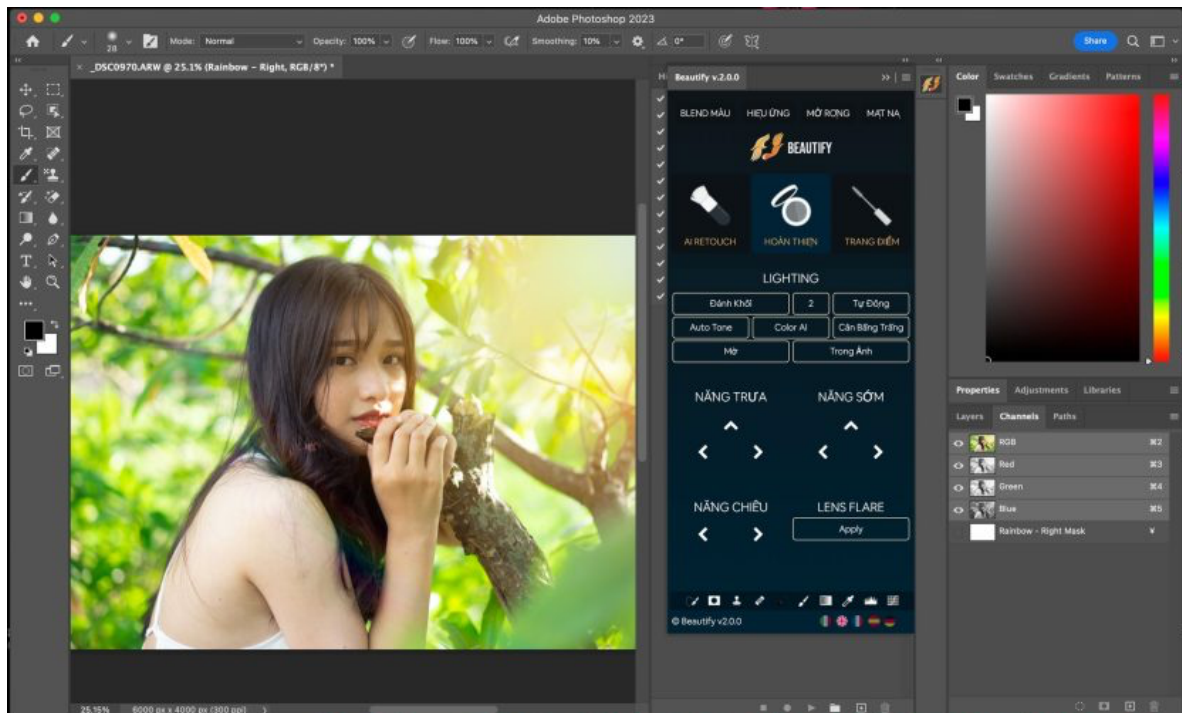 Adobe Photoshop 2023
28 Mode: Normal Opacity: 100% Flow: 100% Smoothing: 10% 0° Share
_DSC0970.ARW @ 25.1% (Rainbow – Right, RGB/8*) *
Beautify v.2.0.0
BLEND MÀU HIỆU ỨNG MỞ RỘNG MẶT NẠ
BEAUTIFY
AI RETOUCH HOÀN THIỆN TRANG ĐIỂM
LIGHTING
Đánh Khối 2 Tự Động
Auto Tone Color AI Cân Bằng Trắng
Mờ Trong Ảnh
NẮNG TRƯA NẮNG SỚM
NẮNG CHIỀU LENS FLARE
Apply
© Beautify v2.0.0
Color Swatches Gradients Patterns
Properties Adjustments Libraries
Layers Channels Paths
RGB ⌘2
Red ⌘3
Green ⌘4
Blue ⌘5
Rainbow - Right Mask ¥
25.15% 6000 px x 4000 px (300 ppi)